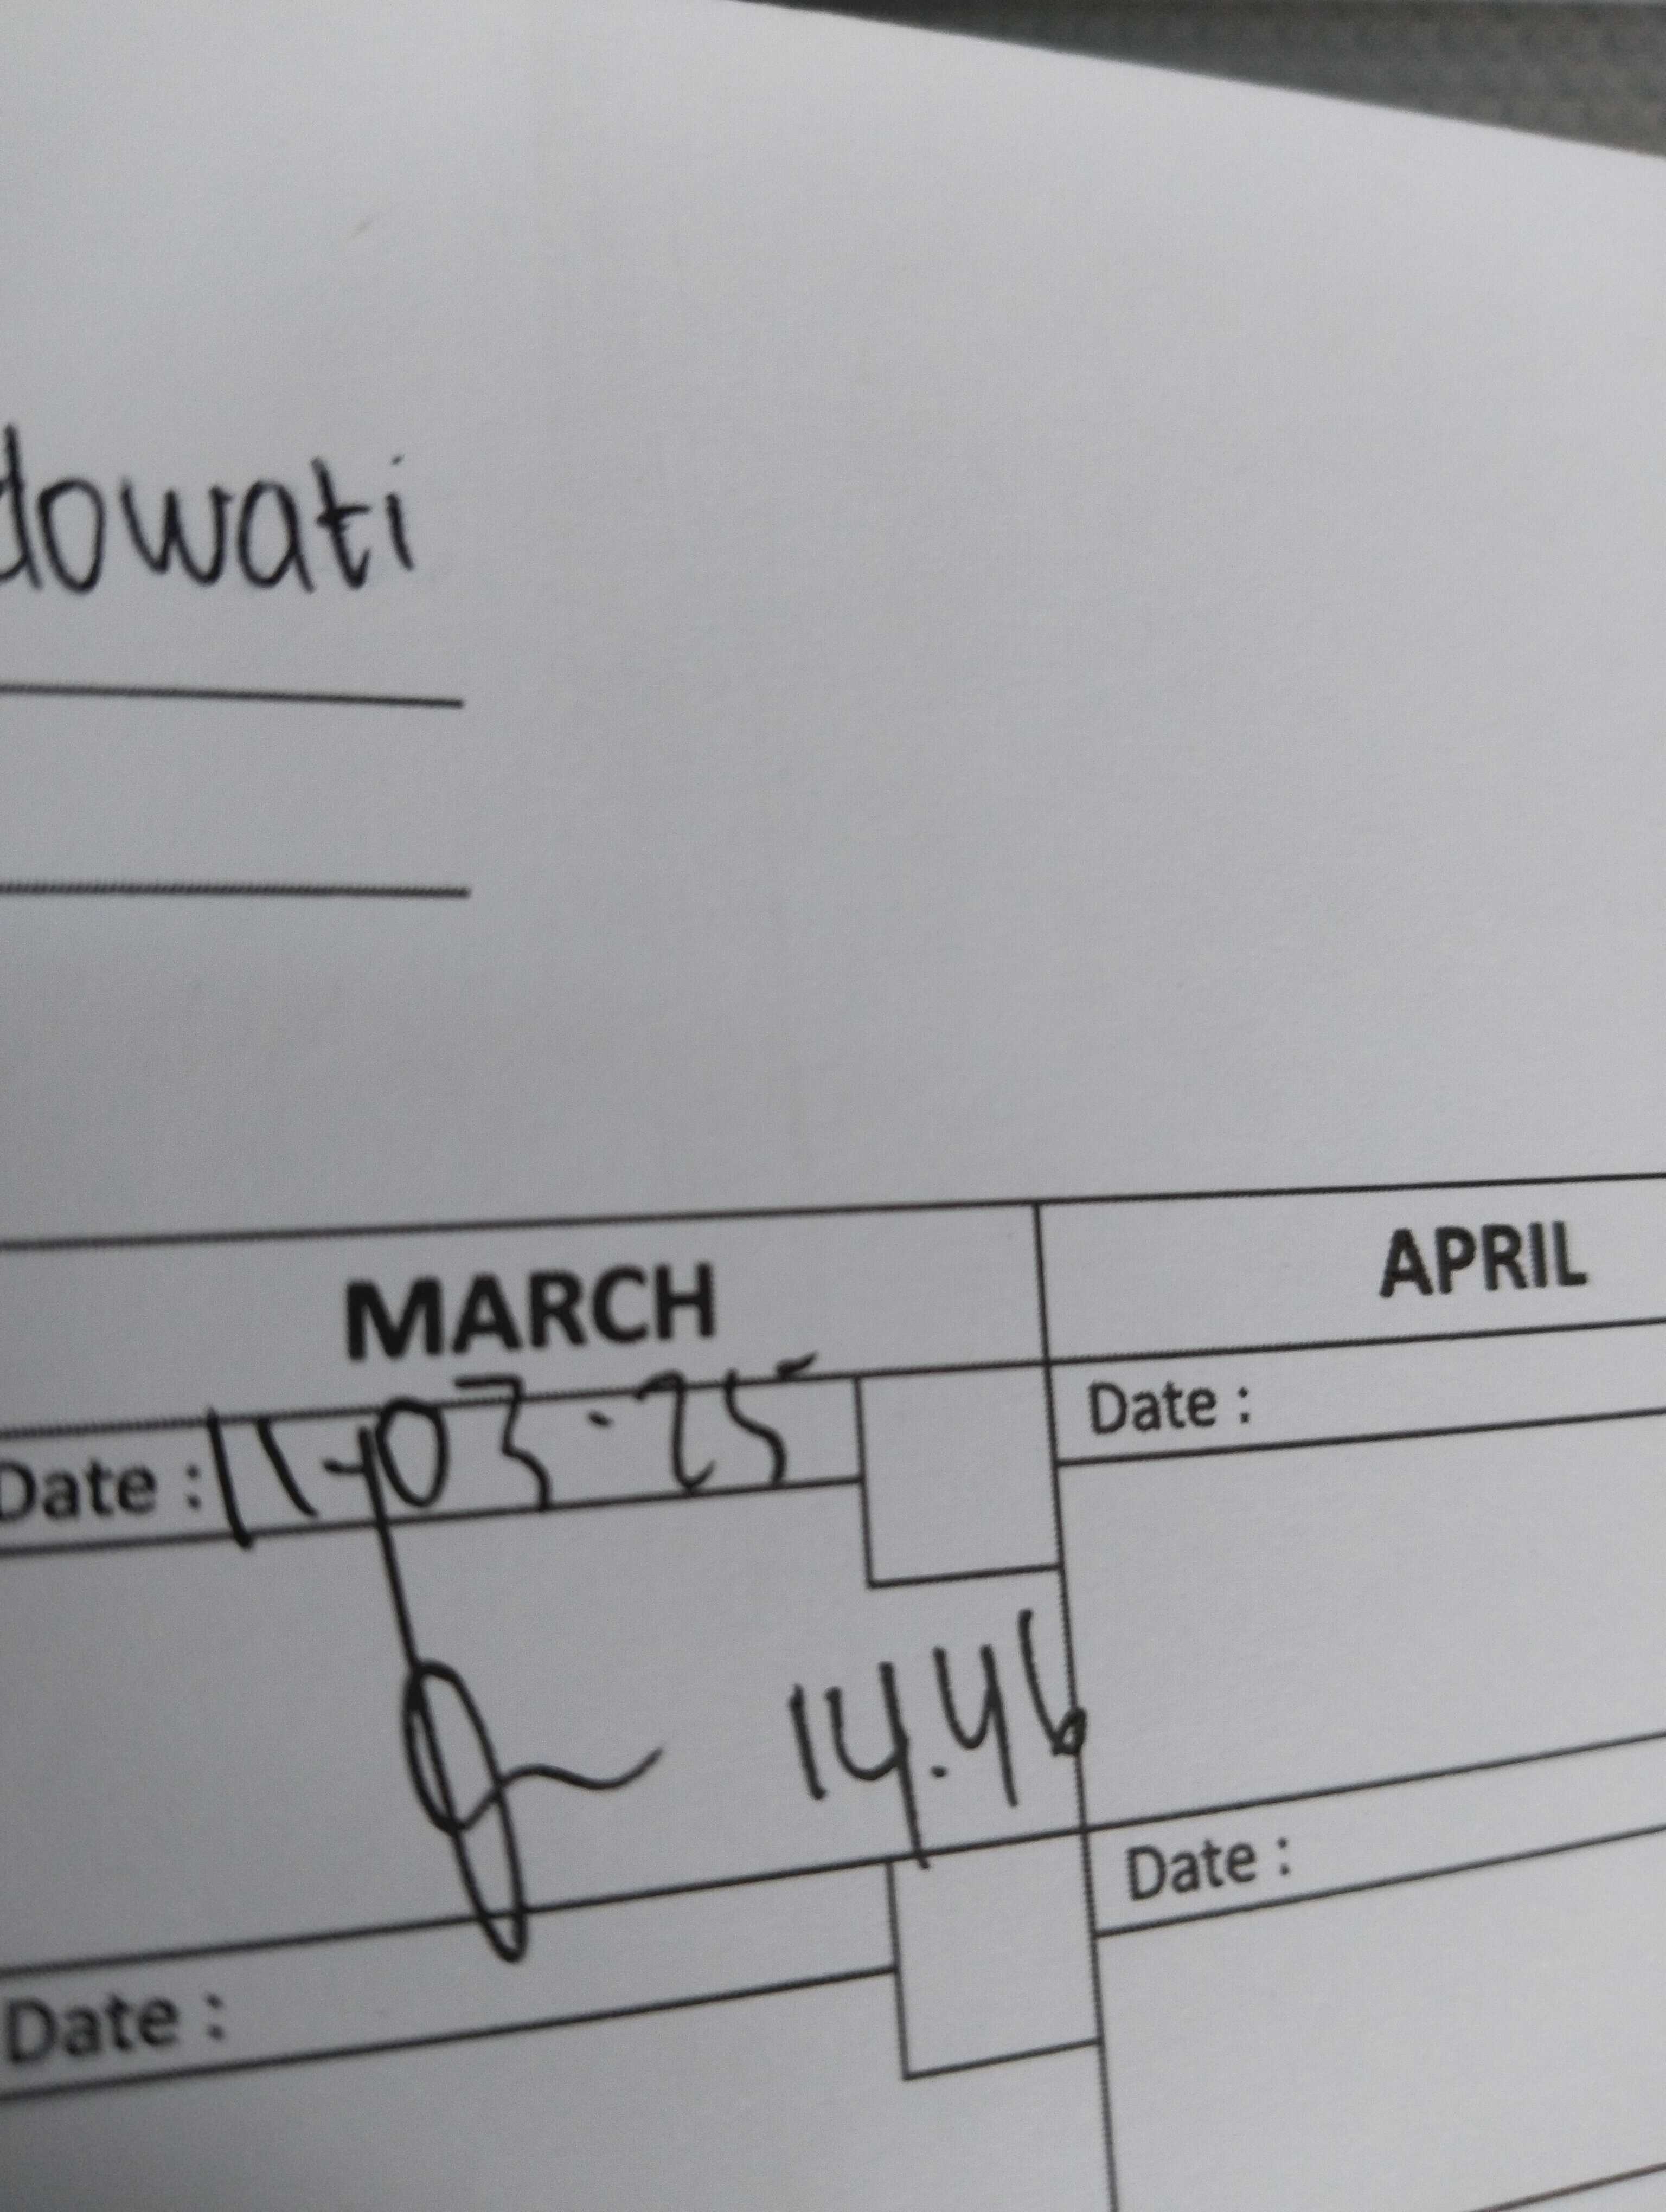 dowati
MARCH
APRIL
Date : 11-03-25
Date :
14.46
Date :
Date :